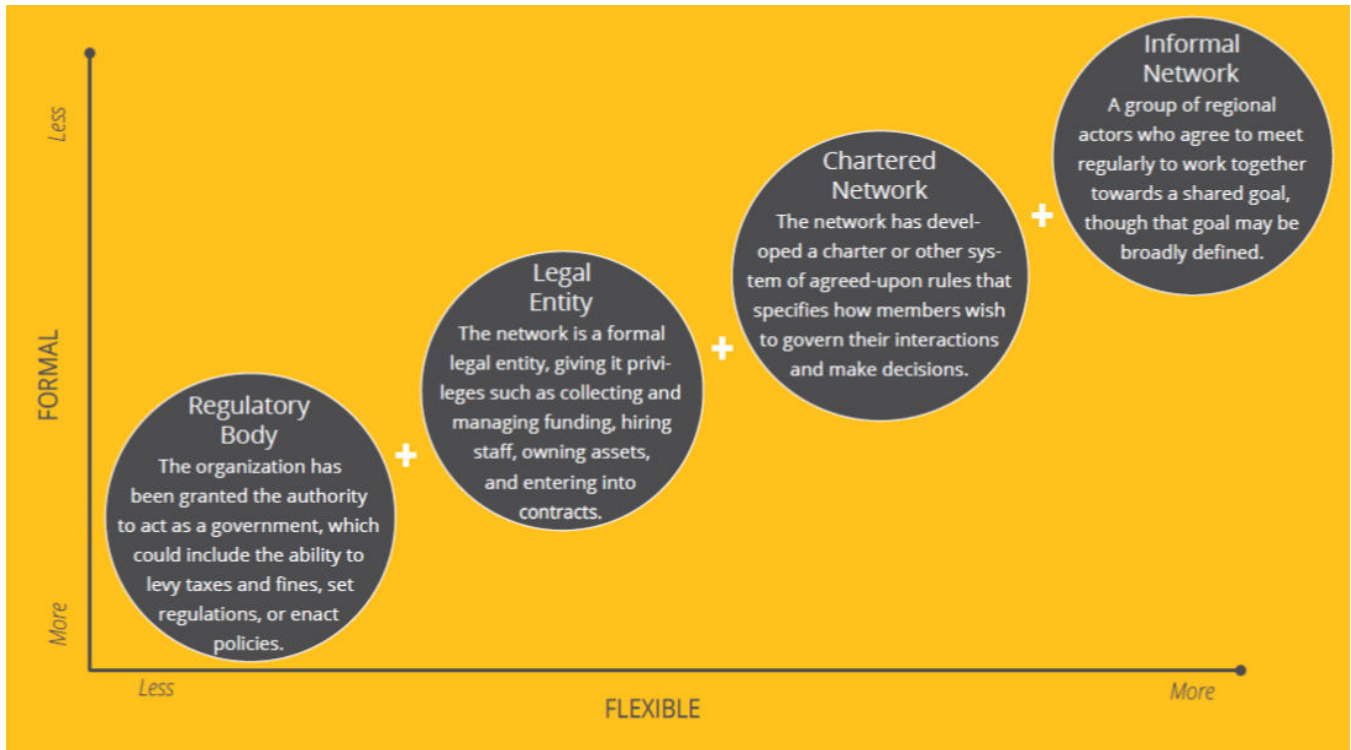 Less
FORMAL
More
Less
FLEXIBLE
More
Regulatory
Body
The organization has
been granted the authority
to act as a government, which
could include the ability to
levy taxes and fines, set
regulations, or enact
policies.
+
Legal
Entity
The network is a formal
legal entity, giving it privi-
leges such as collecting and
managing funding, hiring
staff, owning assets,
and entering into
contracts.
+
Chartered
Network
The network has devel-
oped a charter or other sys-
tem of agreed-upon rules that
specifies how members wish
to govern their interactions
and make decisions.
+
Informal
Network
A group of regional
actors who agree to meet
regularly to work together
towards a shared goal,
though that goal may be
broadly defined.